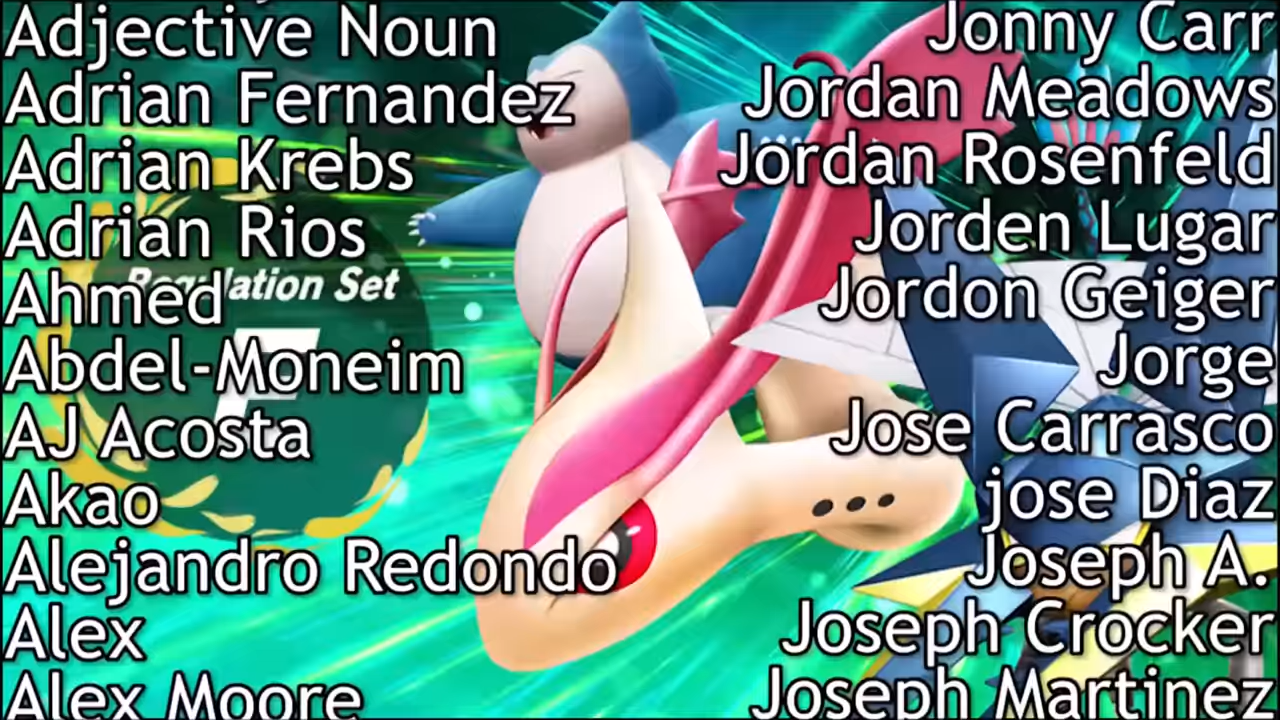 Adjective Noun
Adrian Fernandez
Adrian Krebs
Adrian Rios
Ahmed
Abdel-Moneim
AJ Acosta
Akao
Alejandro Redondo
Alex
Alex Moore
Regulation Set
F
Jonny Carr
Jordan Meadows
Jordan Rosenfeld
Jorden Lugar
Jordon Geiger
Jorge
Jose Carrasco
jose Diaz
Joseph A.
Joseph Crocker
Joseph Martinez